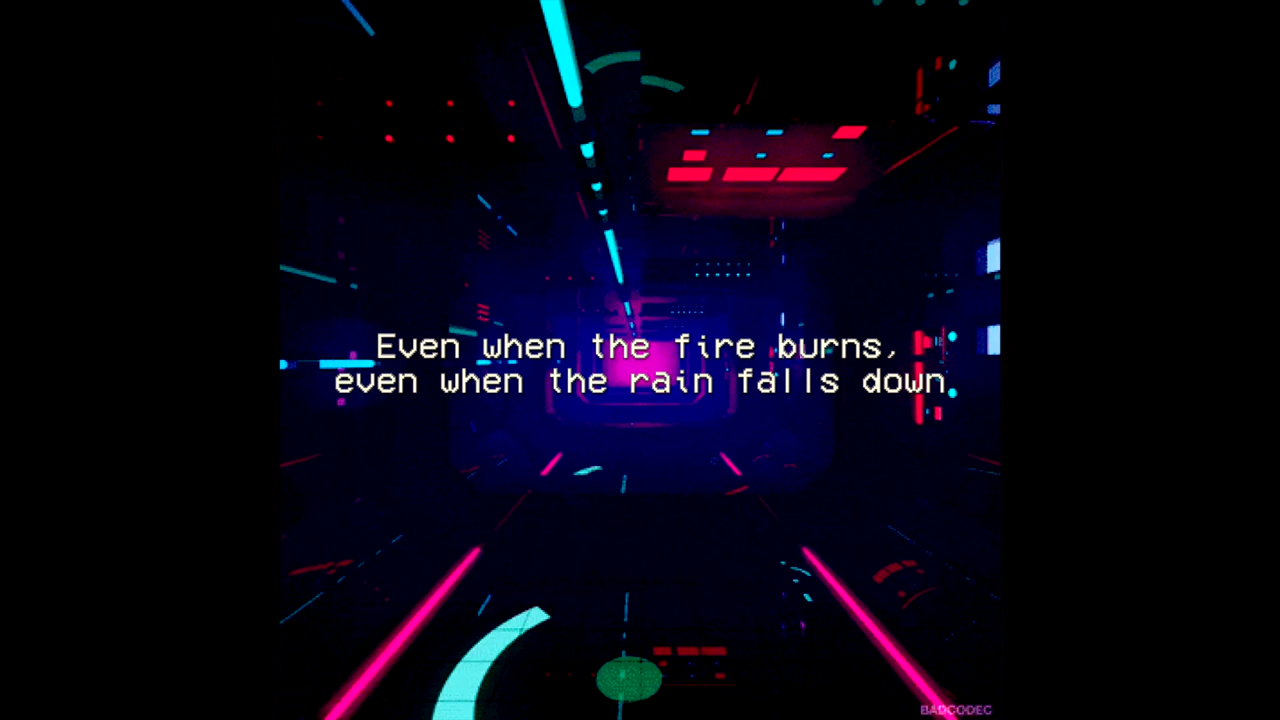 Even when the fire burns,
even when the rain falls down
BADCODEC